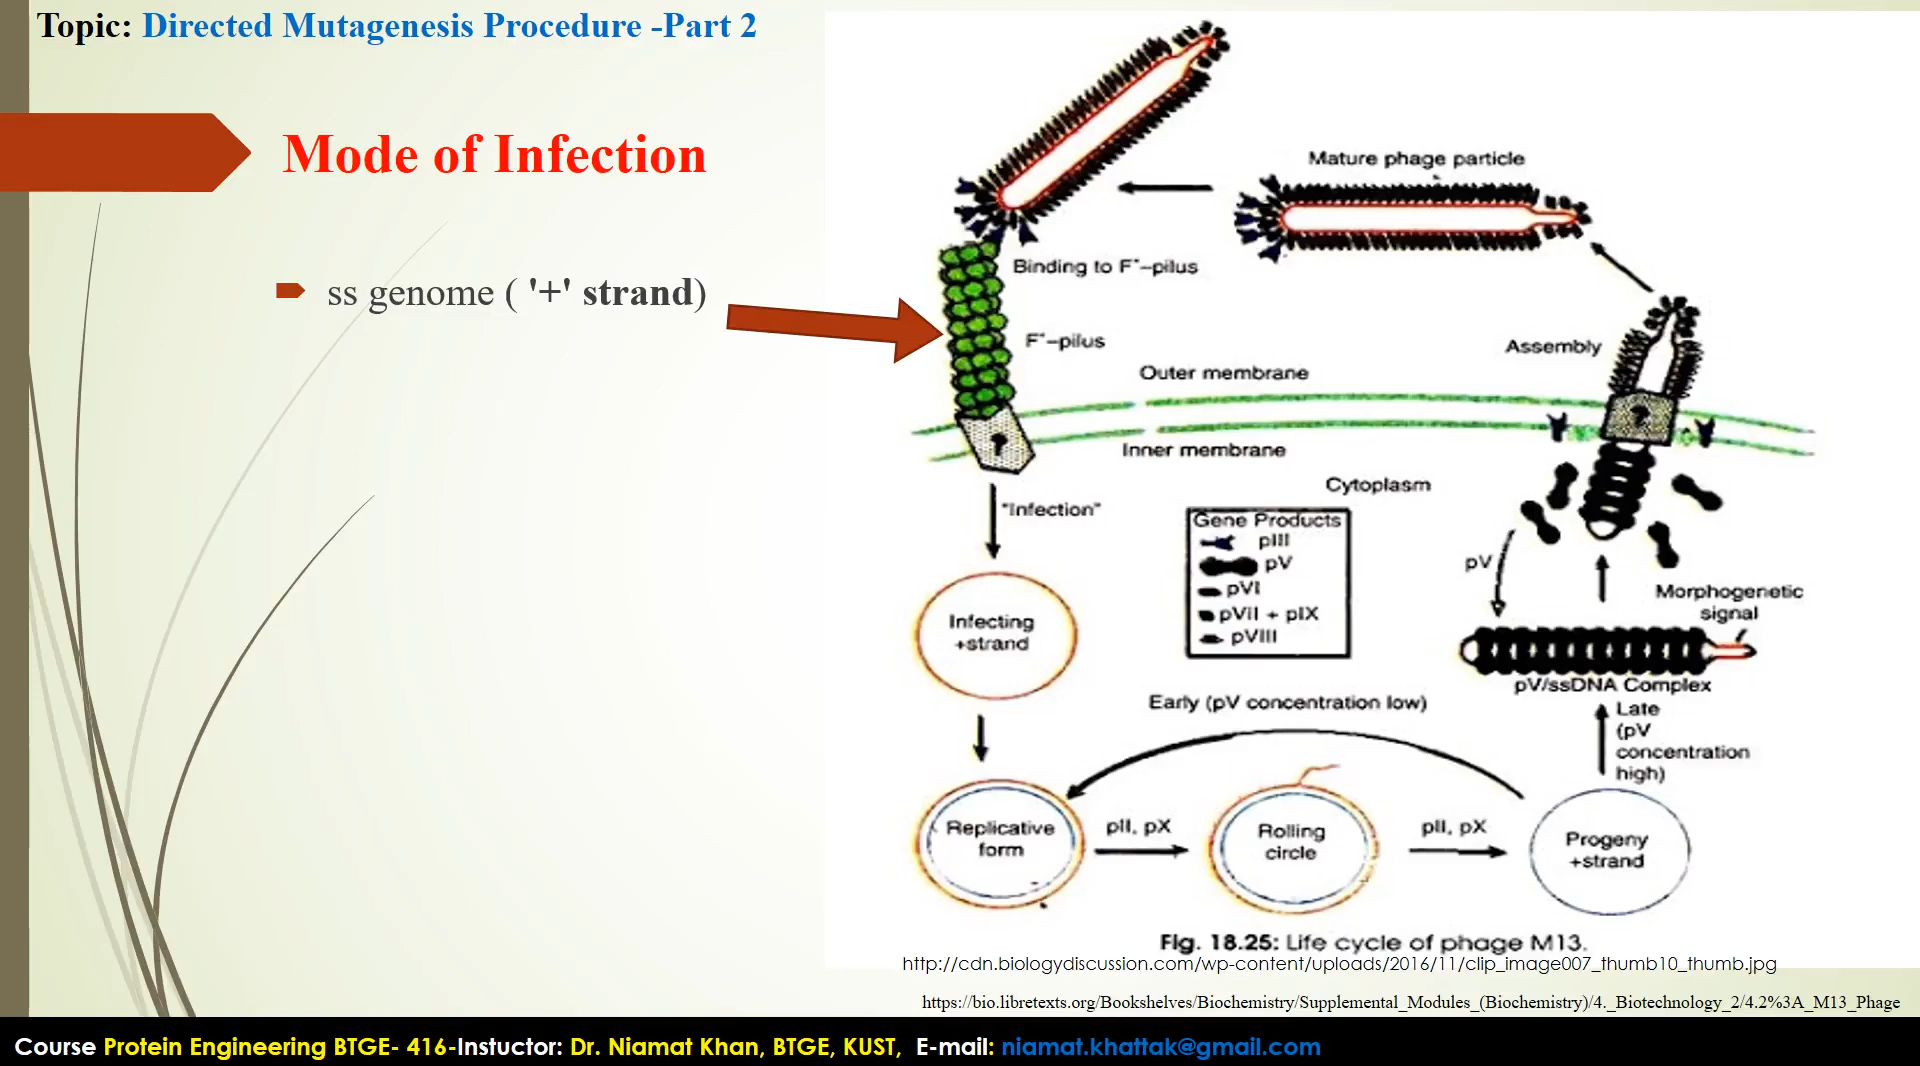 Topic: Directed Mutagenesis Procedure -Part 2
Mode of Infection
ss genome ( '+' strand)
Mature phage particle
Binding to F'-pilus
F'-pilus
Assembly
Outer membrane
Inner membrane
Cytoplasm
?
?
"Infection"
Gene Products
pIII
pV
pVI
pVII + pIX
pVIII
pV
Morphogenetic
signal
Infecting
+strand
pV/ssDNA Complex
Early (pV concentration low)
Late
(pV
concentration
high)
Replicative
form
pII, pX
Rolling
circle
pII, pX
Progeny
+strand
Fig. 18.25: Life cycle of phage M13.
http://cdn.biologydiscussion.com/wp-content/uploads/2016/11/clip_image007_thumb10_thumb.jpg
https://bio.libretexts.org/Bookshelves/Biochemistry/Supplemental_Modules_(Biochemistry)/4._Biotechnology_2/4.2%3A_M13_Phage
Course Protein Engineering BTGE- 416-Instuctor: Dr. Niamat Khan, BTGE, KUST, E-mail: niamat.khattak@gmail.com